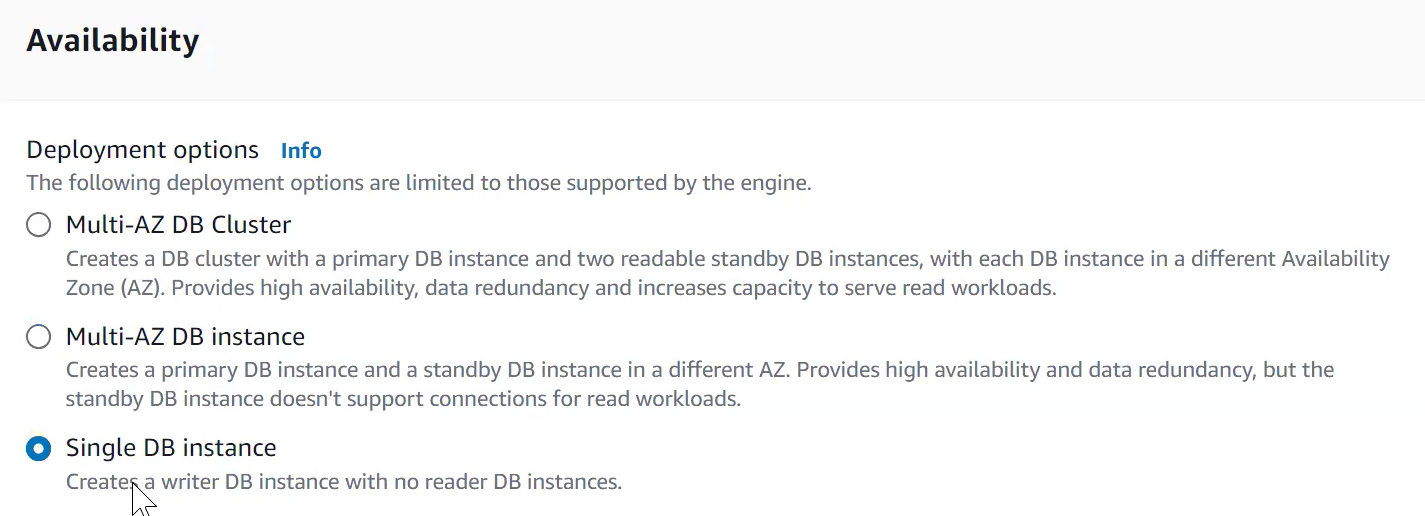 Availability
Deployment options Info
The following deployment options are limited to those supported by the engine.
Multi-AZ DB Cluster
Creates a DB cluster with a primary DB instance and two readable standby DB instances, with each DB instance in a different Availability
Zone (AZ). Provides high availability, data redundancy and increases capacity to serve read workloads.
Multi-AZ DB instance
Creates a primary DB instance and a standby DB instance in a different AZ. Provides high availability and data redundancy, but the
standby DB instance doesn't support connections for read workloads.
Single DB instance
Creates a writer DB instance with no reader DB instances.